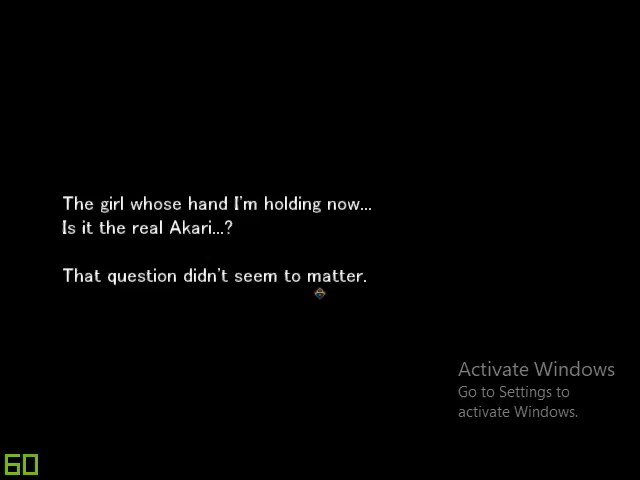 The girl whose hand I'm holding now...
Is it the real Akari...?
That question didn't seem to matter.
Activate Windows
Go to Settings to
activate Windows.
60